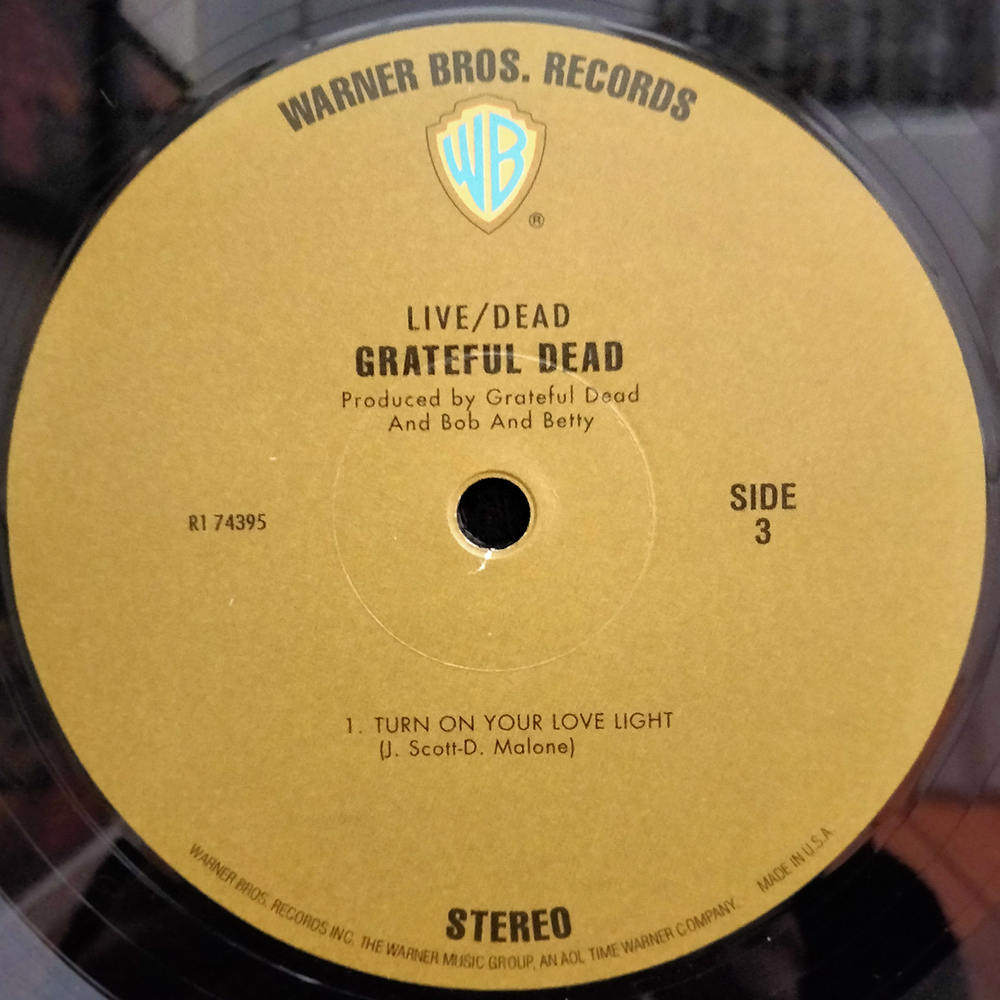 WARNER BROS. RECORDS
WB
®
LIVE/DEAD
GRATEFUL DEAD
Produced by Grateful Dead
And Bob And Betty
R1 74395
SIDE
3
1. TURN ON YOUR LOVE LIGHT
(J. Scott-D. Malone)
STEREO
WARNER BROS. RECORDS INC. THE WARNER MUSIC GROUP, AN AOL TIME WARNER COMPANY. MADE IN U.S.A.